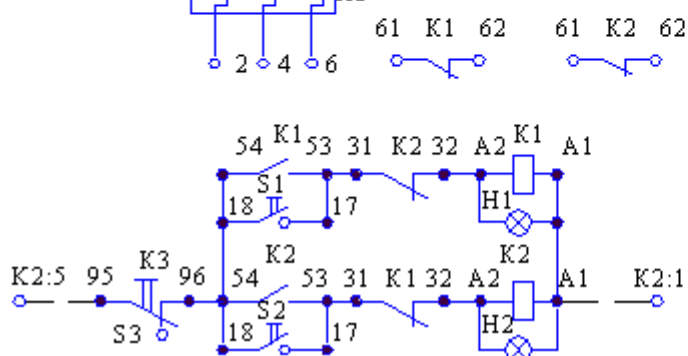 61 K1 62 61 K2 62
2 4 6
54 K1 53 31 K2 32 A2 K1 A1
S1
18 17 H1
K2:5 95 K3 96 54 K2 53 31 K1 32 A2 K2 A1 K2:1
S3 S2 H2
18 17